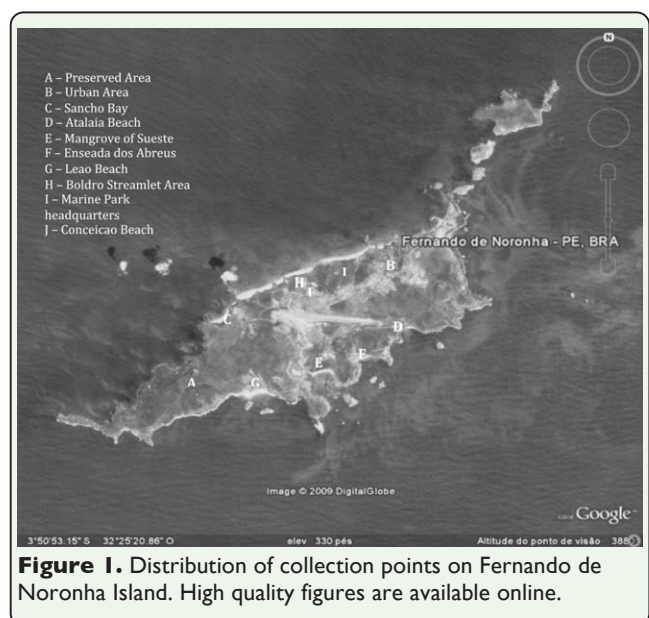 A – Preserved Area
B – Urban Area
C – Sancho Bay
D – Atalaia Beach
E – Mangrove of Sueste
F – Enseada dos Abreus
G – Leao Beach
H – Boldro Streamlet Area
I – Marine Park
headquarters
J – Conceicao Beach
N
Fernando de Noronha - PE, BRA
I
B
H
C
D
E
A
G
Image © 2009 DigitalGlobe
Google
3°50'53.15" S 32°25'20.86" O elev 330 pés Altitude do ponto de visão
Figure 1. Distribution of collection points on Fernando de
Noronha Island. High quality figures are available online.